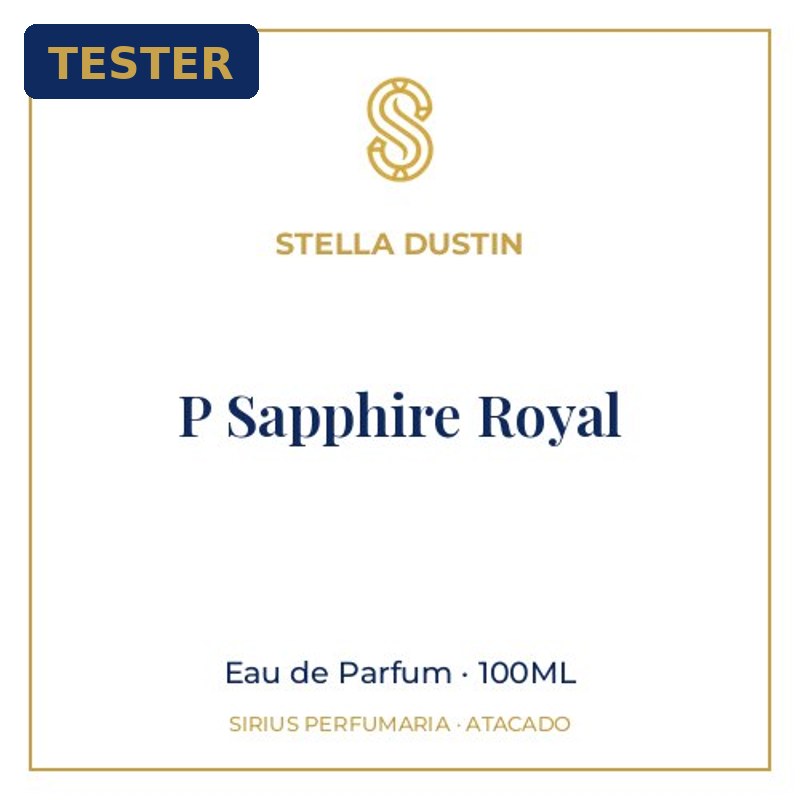 TESTER
STELLA DUSTIN
P Sapphire Royal
Eau de Parfum · 100ML
SIRIUS PERFUMARIA · ATACADO